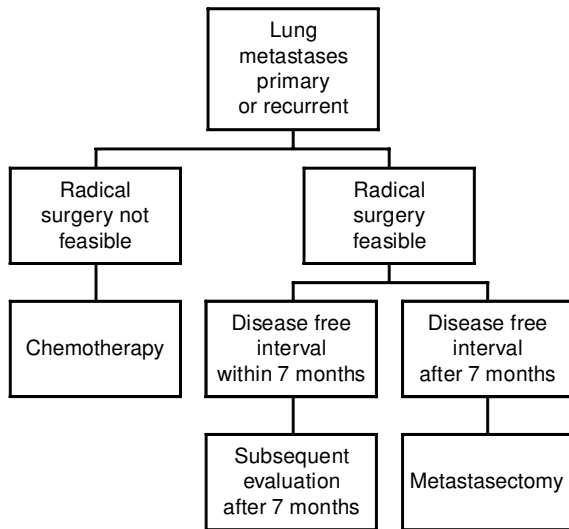 Lung
metastases
primary
or recurrent
Radical
surgery not
feasible
Radical
surgery
feasible
Chemotherapy
Disease free
interval
within 7 months
Disease free
interval
after 7 months
Subsequent
evaluation
after 7 months
Metastasectomy